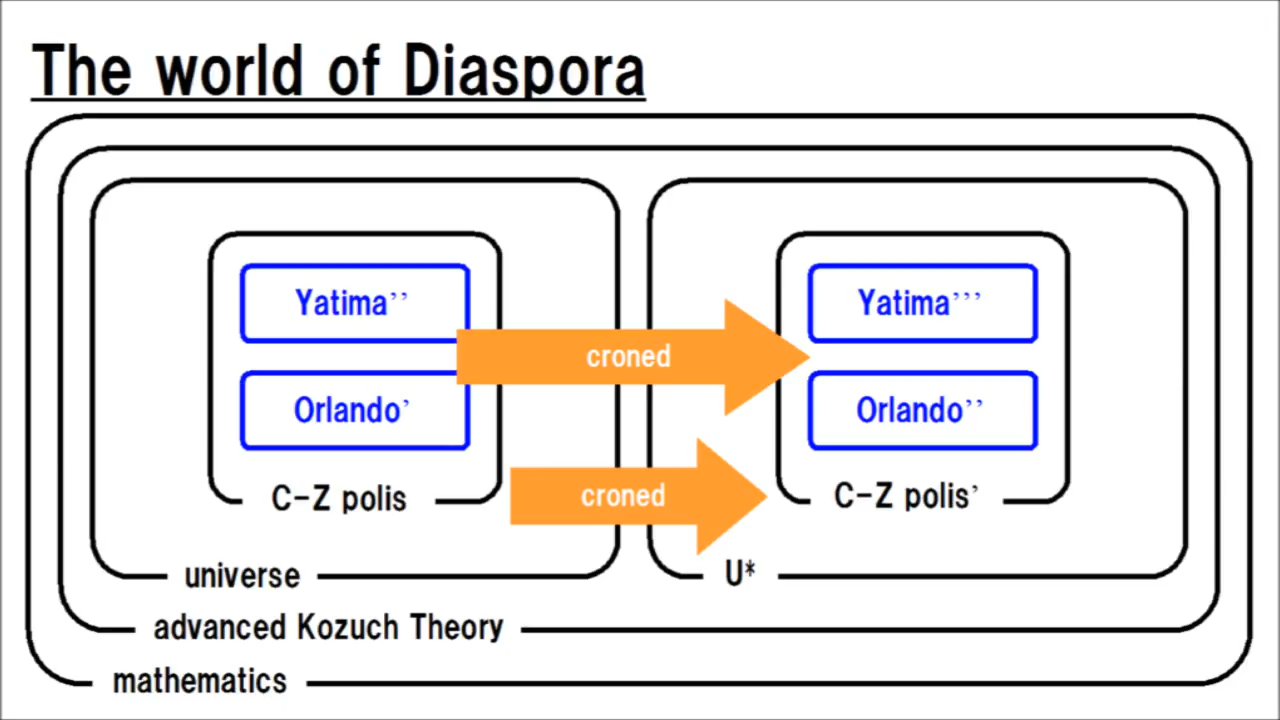 The world of Diaspora
Yatima’’
Yatima’’’
croned
Orlando’
Orlando’’
croned
C-Z polis
C-Z polis’
universe
U*
advanced Kozuch Theory
mathematics